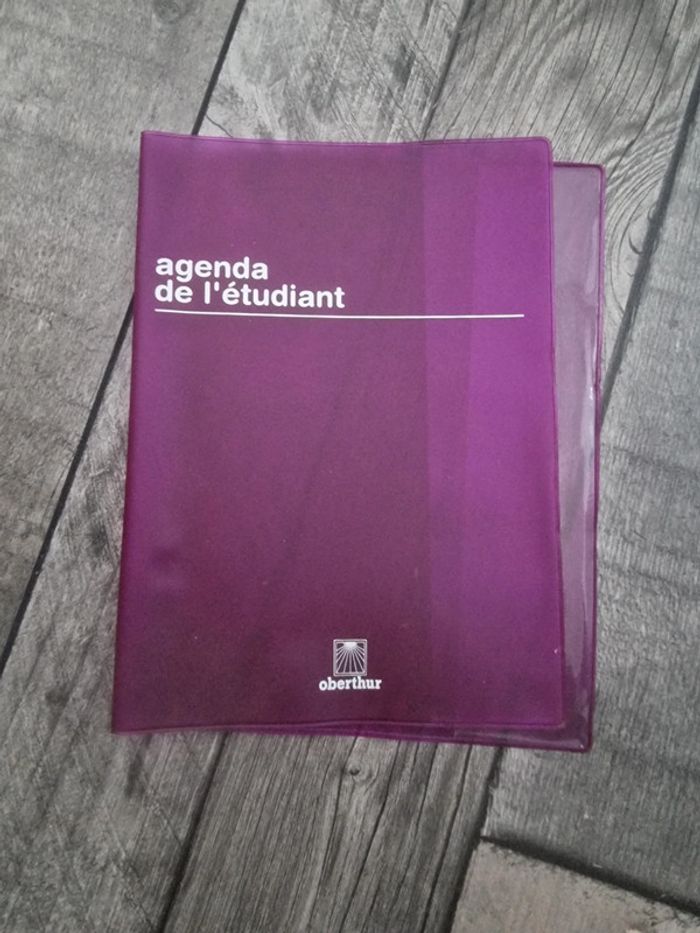 agenda
de l'étudiant
oberthur